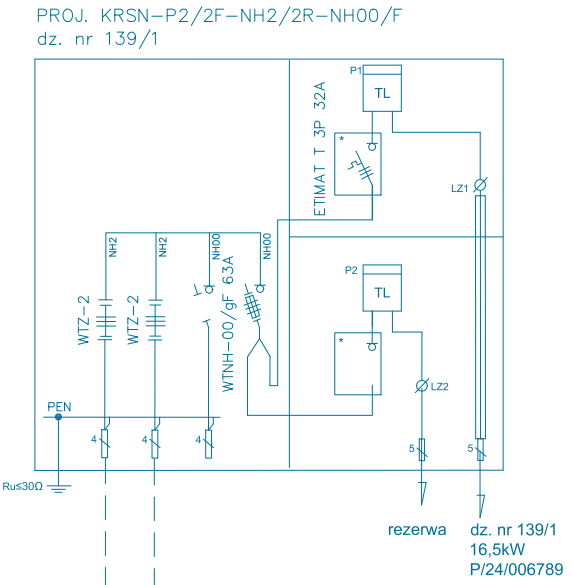 PROJ. KRSN-P2/2F-NH2/2R-NH00/F
dz. nr 139/1
P1
TL
ETIMAT T 3P 32A
*
LZ1
NH2
NH2
NH00
NH00
WTZ-2
WTZ-2
WTNH-00/gF 63A
P2
TL
*
LZ2
PEN
4
4
4
5
5
Ru≤30Ω
rezerwa
dz. nr 139/1
16,5kW
P/24/006789